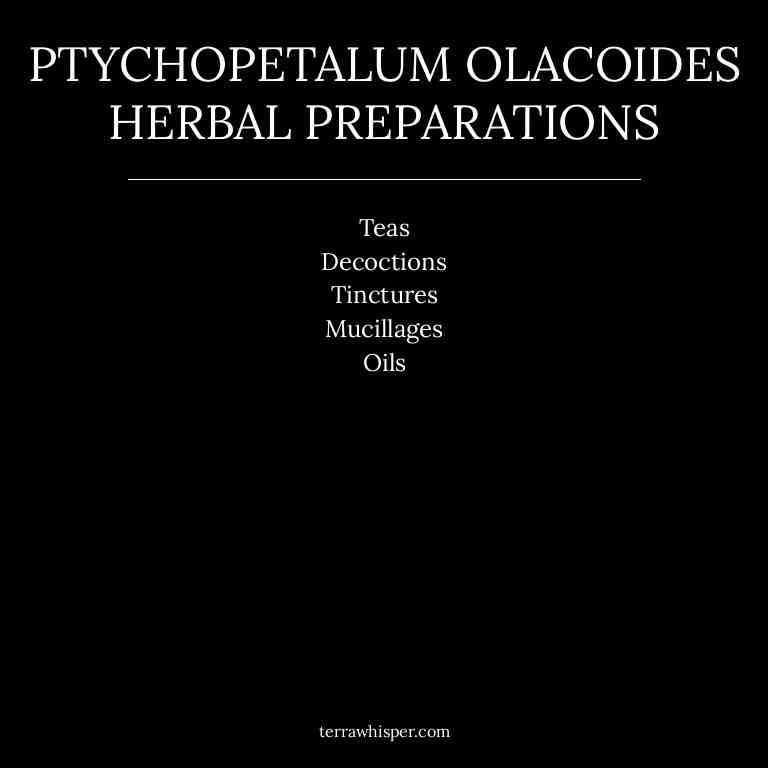 PTYCHOPETALUM OLACOIDES
HERBAL PREPARATIONS
Teas
Decoctions
Tinctures
Mucillages
Oils
terrawhisper.com